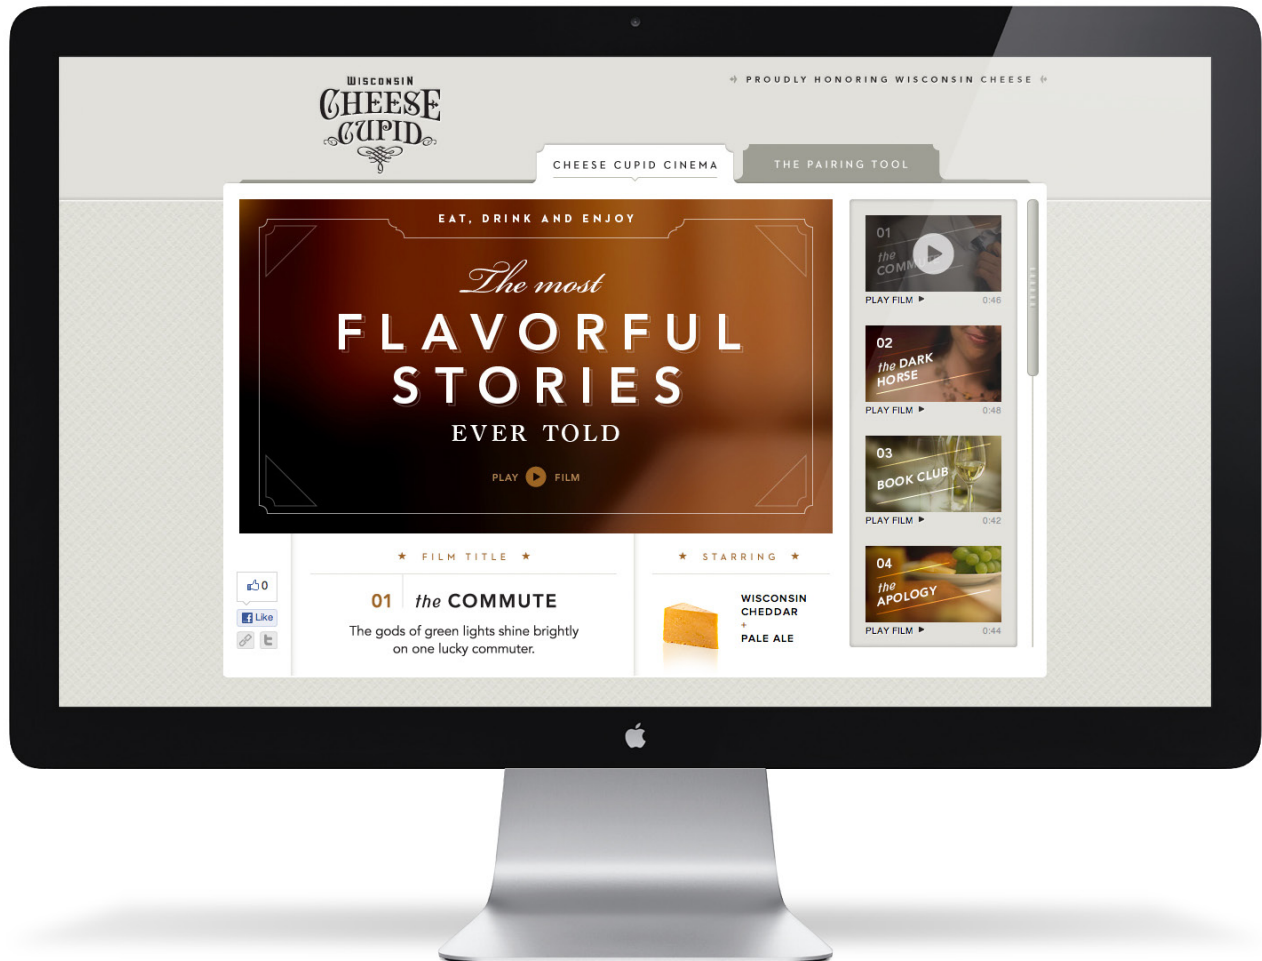 WISCONSIN
CHEESE
CUPID
PROUDLY HONORING WISCONSIN CHEESE
CHEESE CUPID CINEMA
THE PAIRING TOOL
EAT, DRINK AND ENJOY
The most
FLAVORFUL
STORIES
EVER TOLD
PLAY FILM
FILM TITLE
01 the COMMUTE
The gods of green lights shine brightly
on one lucky commuter.
STARRING
WISCONSIN
CHEDDAR
+
PALE ALE
0
Like
01
the
PLAY FILM 0:46
02
the DARK
HORSE
PLAY FILM 0:48
03
BOOK CLUB
PLAY FILM 0:42
04
the
APOLOGY
PLAY FILM 0:44